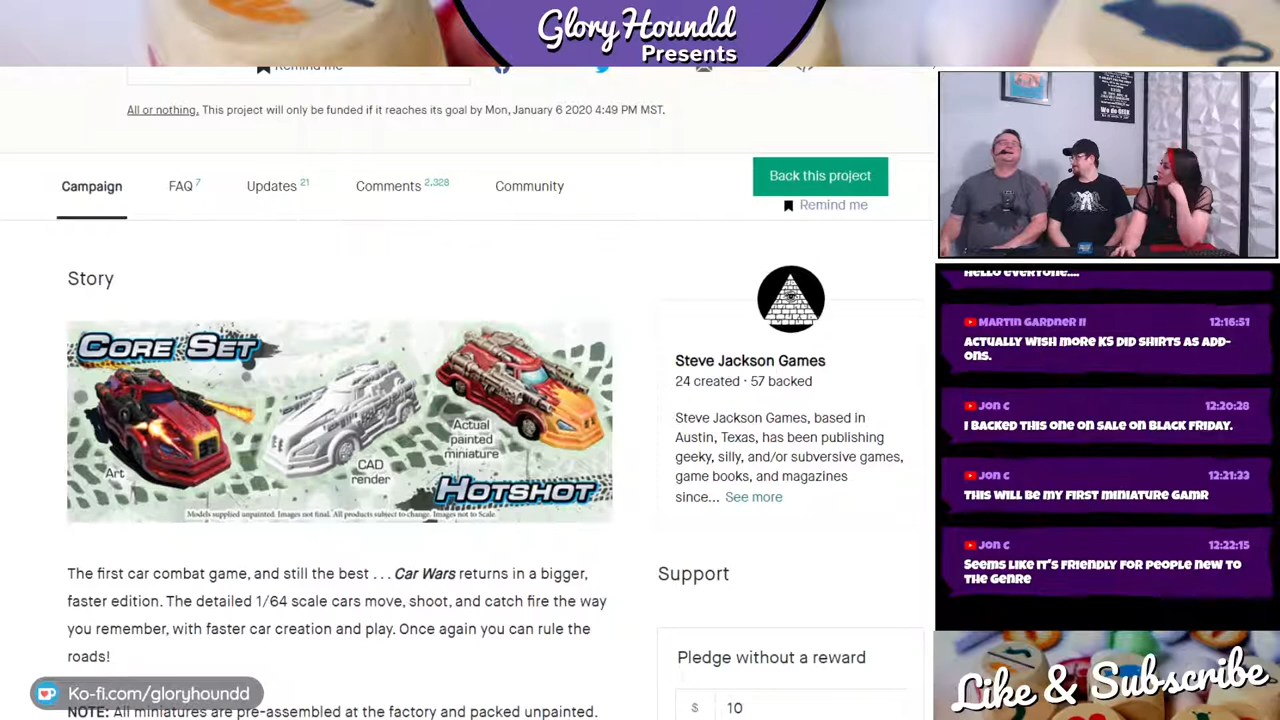 GloryHoundd
Presents
Remind me
All or nothing. This project will only be funded if it reaches its goal by Mon, January 6 2020 4:49 PM MST.
Campaign
FAQ 7
Updates 21
Comments 2,328
Community
Back this project
Remind me
Story
CORE SET
Art
CAD
render
Actual
painted
miniature
HOTSHOT
Models supplied unpainted. Images not final. All products subject to change. Images not to Scale.
The first car combat game, and still the best . . . Car Wars returns in a bigger,
faster edition. The detailed 1/64 scale cars move, shoot, and catch fire the way
you remember, with faster car creation and play. Once again you can rule the
roads!
NOTE: All miniatures are pre-assembled at the factory and packed unpainted.
Ko-fi.com/gloryhoundd
Steve Jackson Games
24 created · 57 backed
Steve Jackson Games, based in
Austin, Texas, has been publishing
geeky, silly, and/or subversive games,
game books, and magazines
since... See more
Support
Pledge without a reward
$ 10
HELLO EVERYONE....
MARTIN GARDNER II 12:16:51
ACTUALLY WISH MORE KS DID SHIRTS AS ADD-
ONS.
JON C 12:20:28
I BACKED THIS ONE ON SALE ON BLACK FRIDAY.
JON C 12:21:33
THIS WILL BE MY FIRST MINIATURE GAMR
JON C 12:22:15
SEEMS LIKE IT'S FRIENDLY FOR PEOPLE NEW TO
THE GENRE
Like & Subscribe